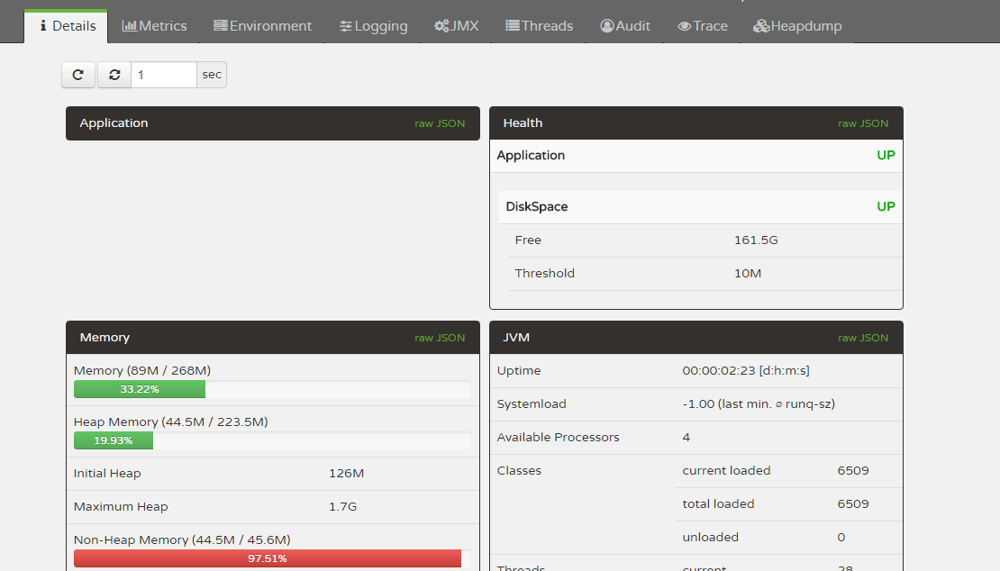 Details Metrics Environment Logging JMX Threads Audit Trace Heapdump
1 sec
Application raw JSON
Health raw JSON
Application UP
DiskSpace UP
Free 161.5G
Threshold 10M
Memory raw JSON
Memory (89M / 268M)
33.22%
Heap Memory (44.5M / 223.5M)
19.93%
Initial Heap 126M
Maximum Heap 1.7G
Non-Heap Memory (44.5M / 45.6M)
97.51%
JVM raw JSON
Uptime 00:00:02:23 [d:h:m:s]
Systemload -1.00 (last min. ⌀ runq-sz)
Available Processors 4
Classes current loaded 6509
total loaded 6509
unloaded 0
Threads current 28